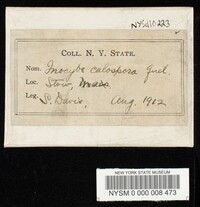 NYSf10223
COLL. N. Y. STATE.
Nom. Inocybe calospora Quel.
Loc. Stow, Mass
Leg. S. Davis, Aug. 1912
NEW YORK STATE MUSEUM
NYSM 0 000 008 473